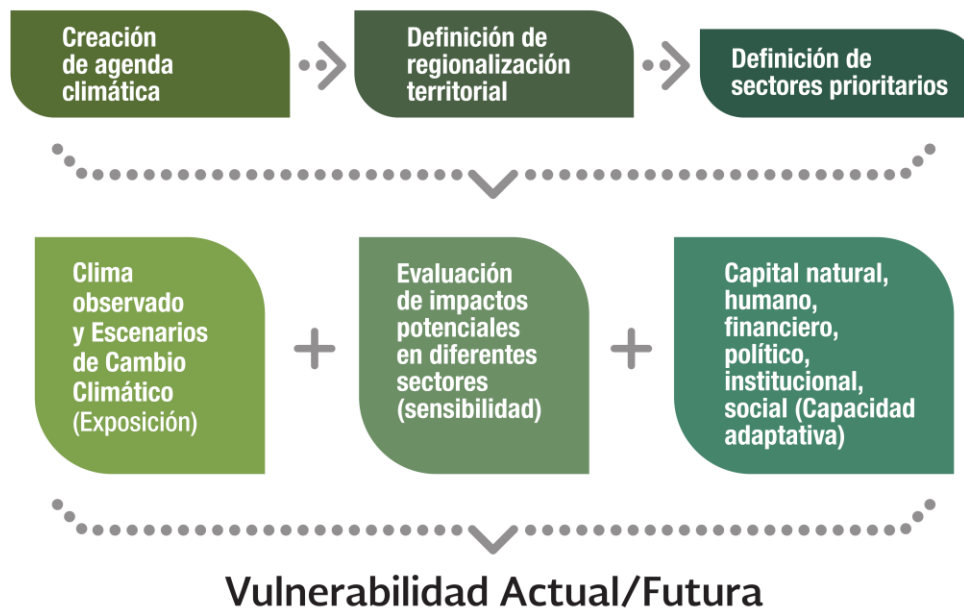 Creación
de agenda
climática
Definición de
regionalización
territorial
Definición de
sectores prioritarios
Clima
observado
y Escenarios
de Cambio
Climático
(Exposición)
+
Evaluación
de impactos
potenciales
en diferentes
sectores
(sensibilidad)
+
Capital natural,
humano,
financiero,
político,
institucional,
social (Capacidad
adaptativa)
Vulnerabilidad Actual/Futura